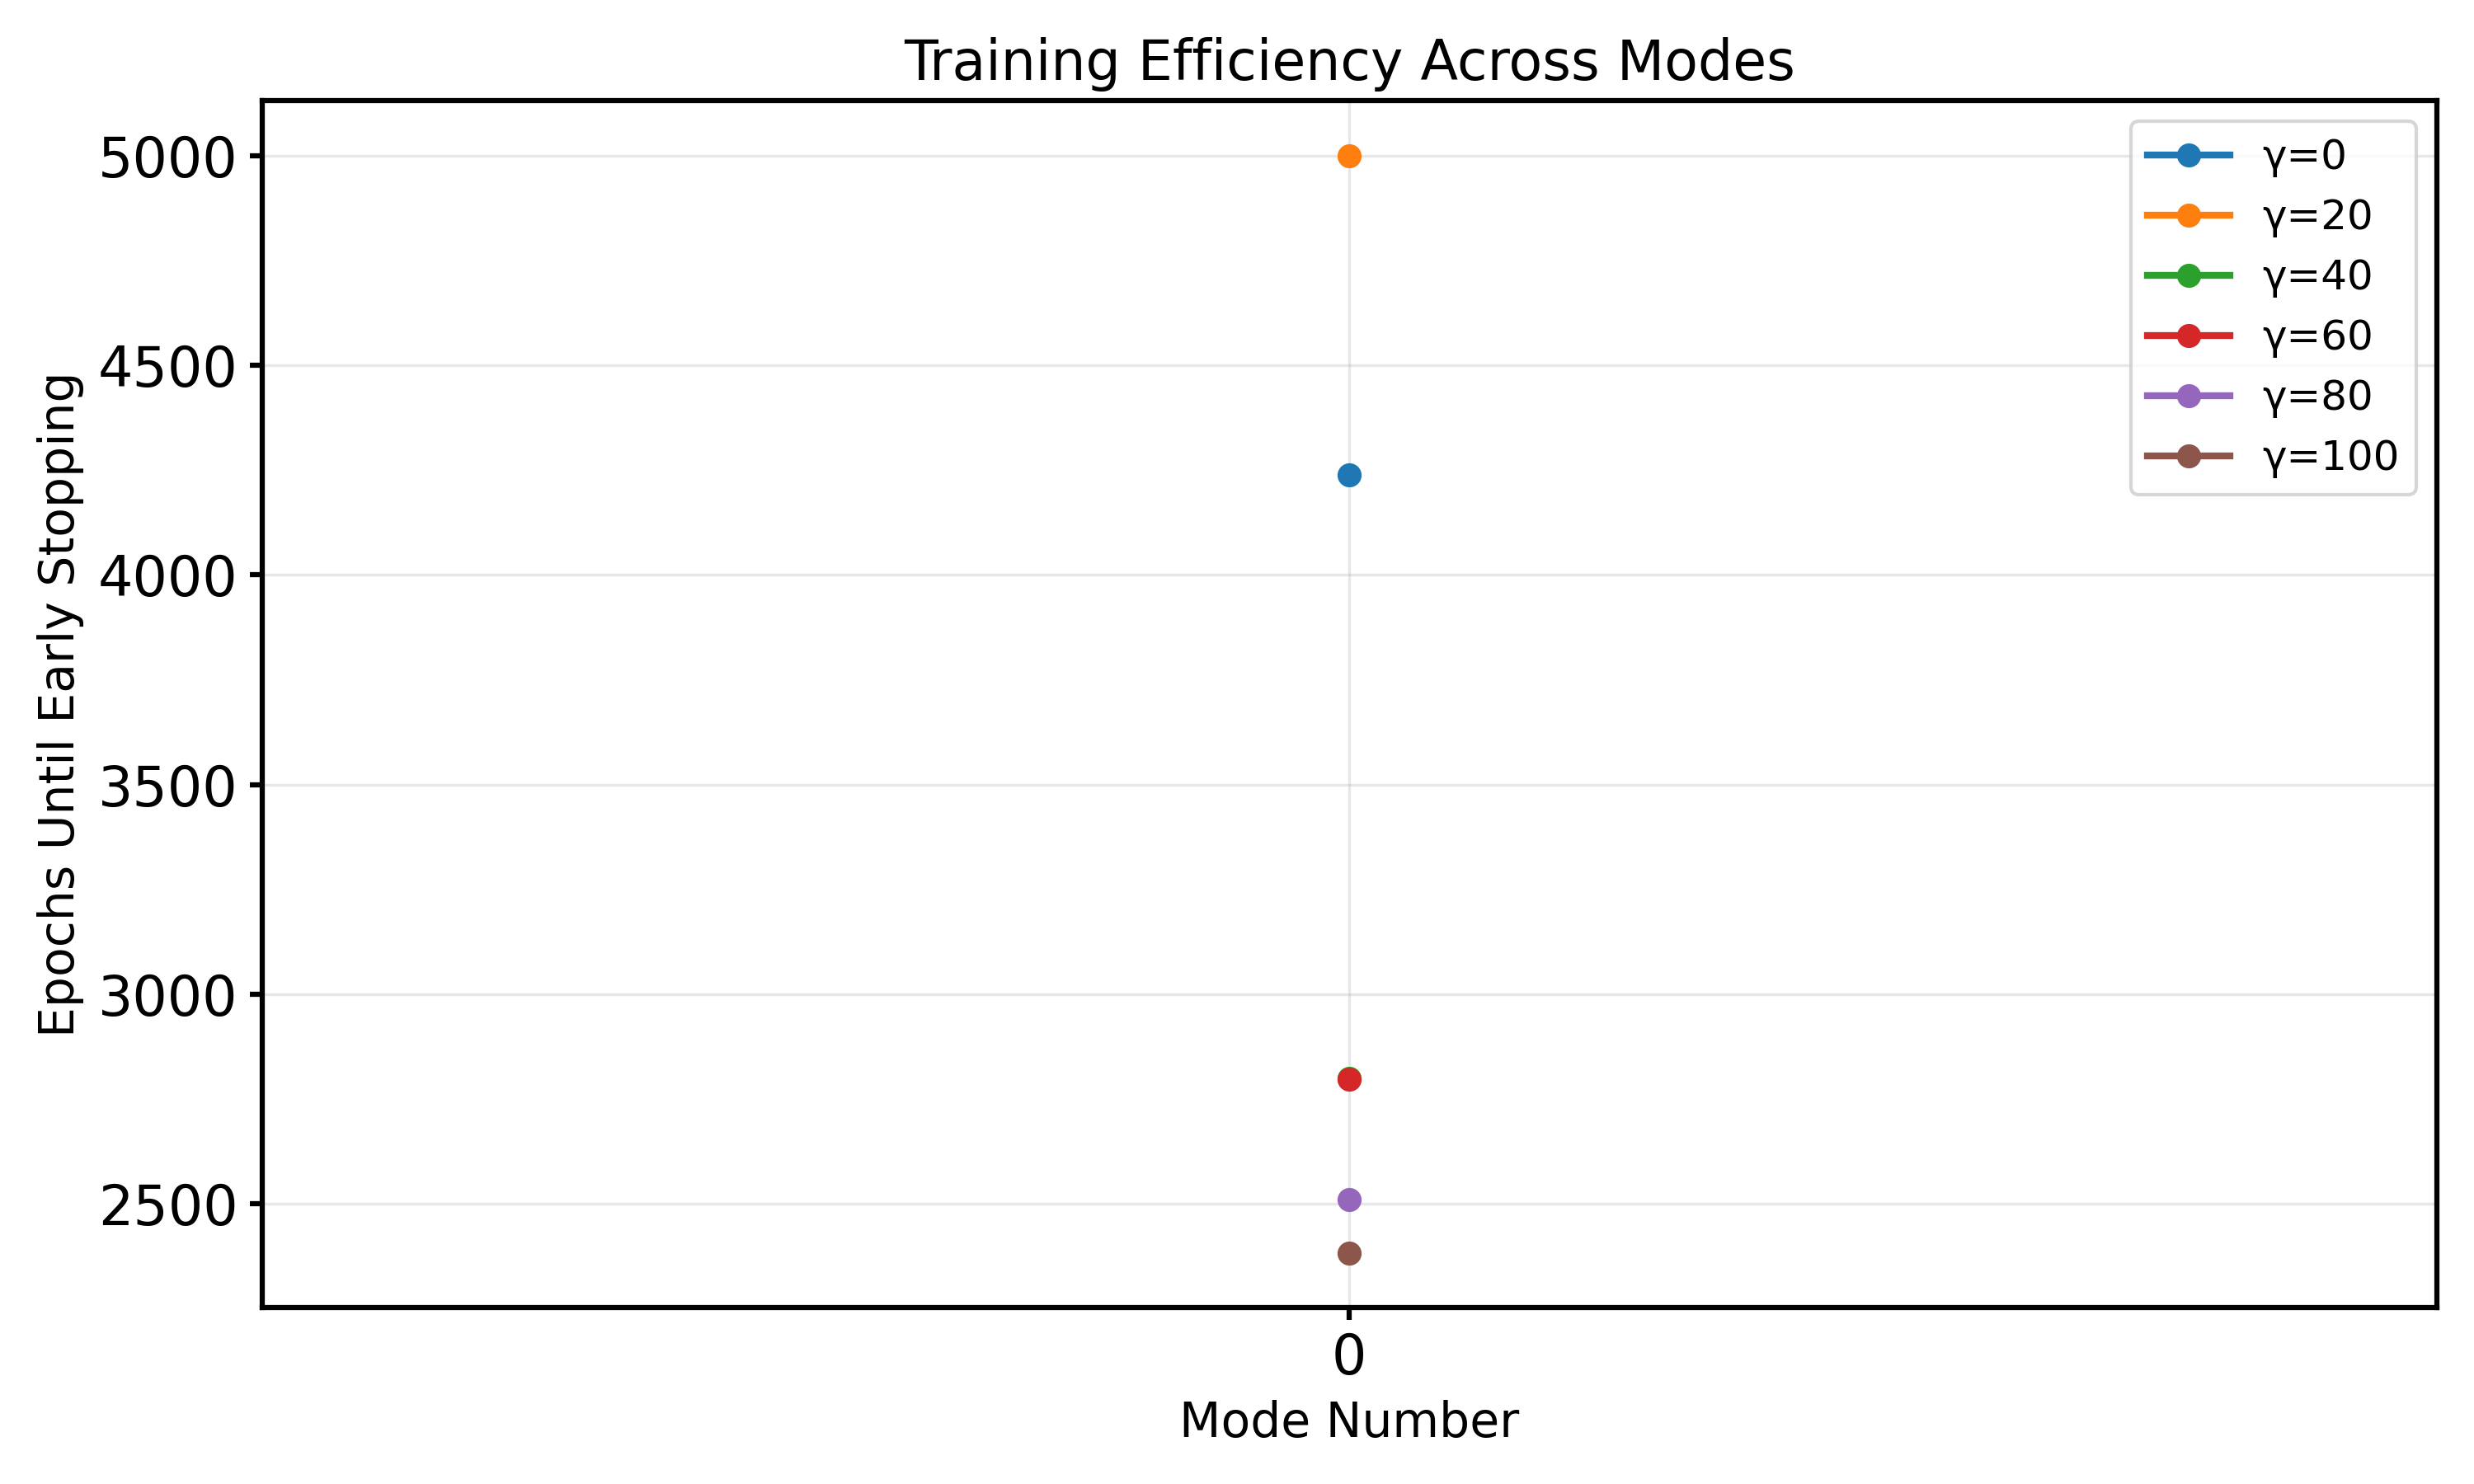 Training Efficiency Across Modes
Epochs Until Early Stopping
5000
4500
4000
3500
3000
2500
0
Mode Number
γ=0
γ=20
γ=40
γ=60
γ=80
γ=100